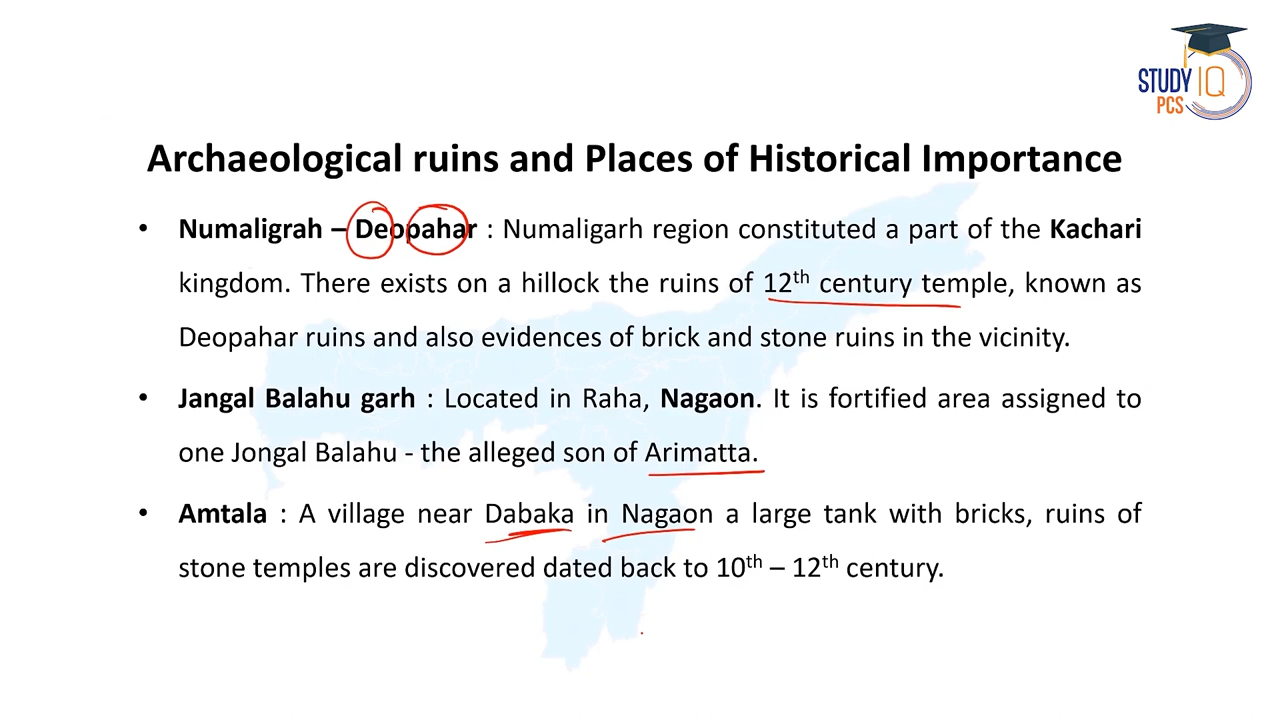 STUDY IQ
PCS
Archaeological ruins and Places of Historical Importance
• Numaligrah – Deopahar : Numaligarh region constituted a part of the Kachari
kingdom. There exists on a hillock the ruins of 12th century temple, known as
Deopahar ruins and also evidences of brick and stone ruins in the vicinity.
• Jangal Balahu garh : Located in Raha, Nagaon. It is fortified area assigned to
one Jongal Balahu - the alleged son of Arimatta.
• Amtala : A village near Dabaka in Nagaon a large tank with bricks, ruins of
stone temples are discovered dated back to 10th – 12th century.